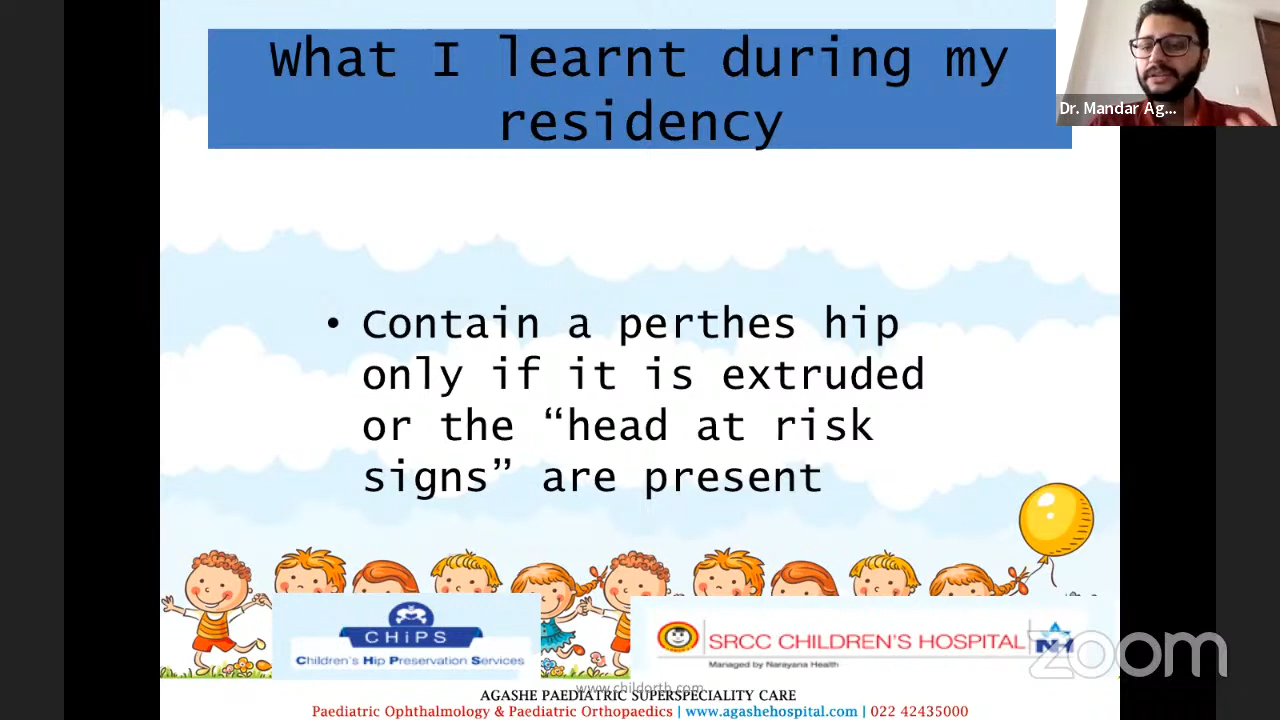 What I learnt during my
residency
Dr. Mandar Ag...
• Contain a perthes hip
only if it is extruded
or the “head at risk
signs” are present
CHiPS
Children's Hip Preservation Services
SRCC CHILDREN'S HOSPITAL
NH
Managed by Narayana Health
zoom
www.childorth.com
AGASHE PAEDIATRIC SUPERSPECIALITY CARE
Paediatric Ophthalmology & Paediatric Orthopaedics | www.agashehospital.com | 022 42435000